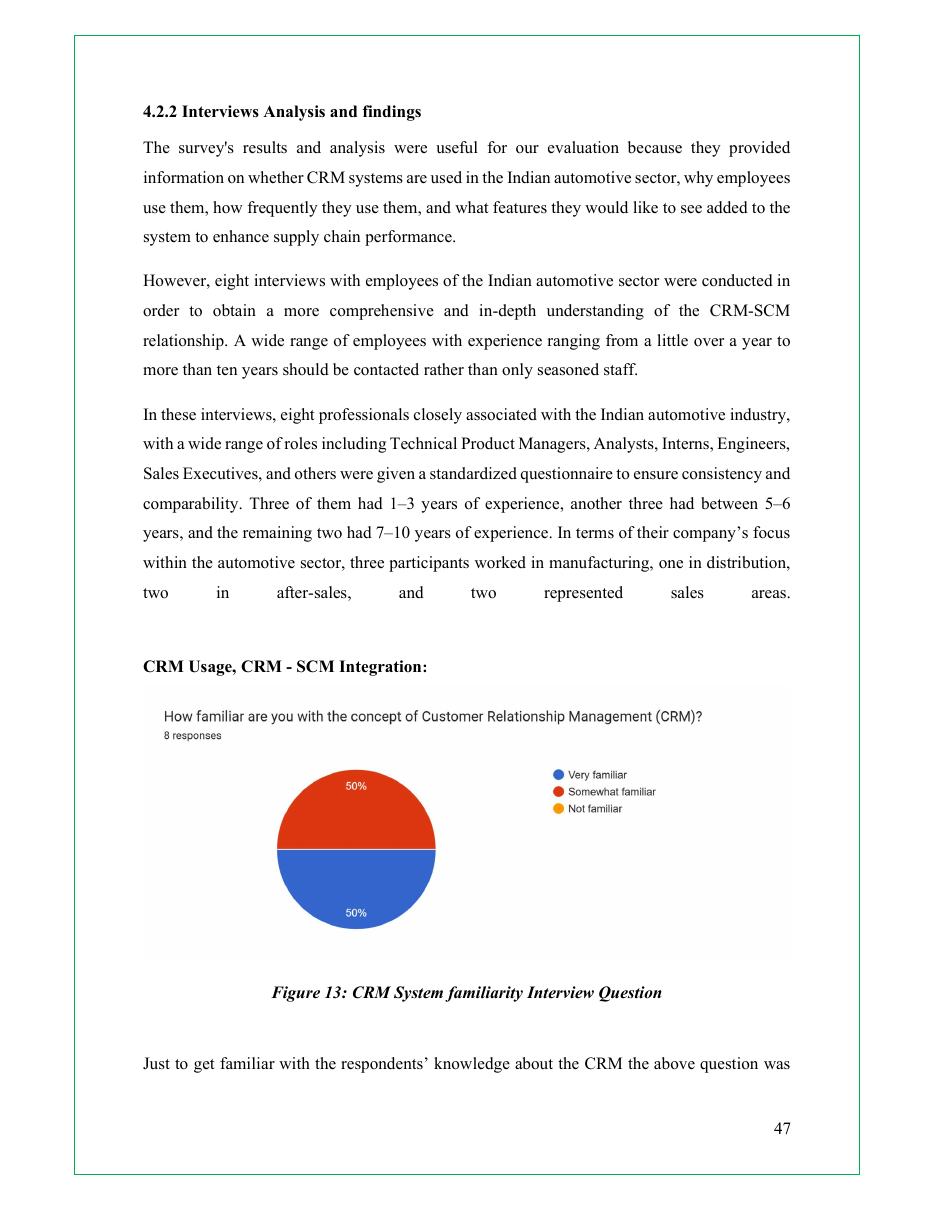 4.2.2 Interviews Analysis and findings
The survey's results and analysis were useful for our evaluation because they provided
information on whether CRM systems are used in the Indian automotive sector, why employees
use them, how frequently they use them, and what features they would like to see added to the
system to enhance supply chain performance.
However, eight interviews with employees of the Indian automotive sector were conducted in
order to obtain a more comprehensive and in-depth understanding of the CRM-SCM
relationship. A wide range of employees with experience ranging from a little over a year to
more than ten years should be contacted rather than only seasoned staff.
In these interviews, eight professionals closely associated with the Indian automotive industry,
with a wide range of roles including Technical Product Managers, Analysts, Interns, Engineers,
Sales Executives, and others were given a standardized questionnaire to ensure consistency and
comparability. Three of them had 1–3 years of experience, another three had between 5–6
years, and the remaining two had 7–10 years of experience. In terms of their company’s focus
within the automotive sector, three participants worked in manufacturing, one in distribution,
two in after-sales, and two represented sales areas.
CRM Usage, CRM - SCM Integration:
How familiar are you with the concept of Customer Relationship Management (CRM)?
8 responses
50%
50%
Very familiar
Somewhat familiar
Not familiar
Figure 13: CRM System familiarity Interview Question
Just to get familiar with the respondents’ knowledge about the CRM the above question was
47